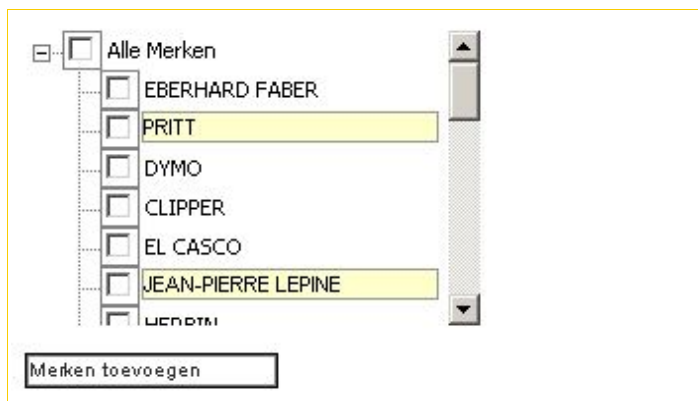 Alle Merken
EBERHARD FABER
PRITT
DYMO
CLIPPER
EL CASCO
JEAN-PIERRE LEPINE
Merken toevoegen